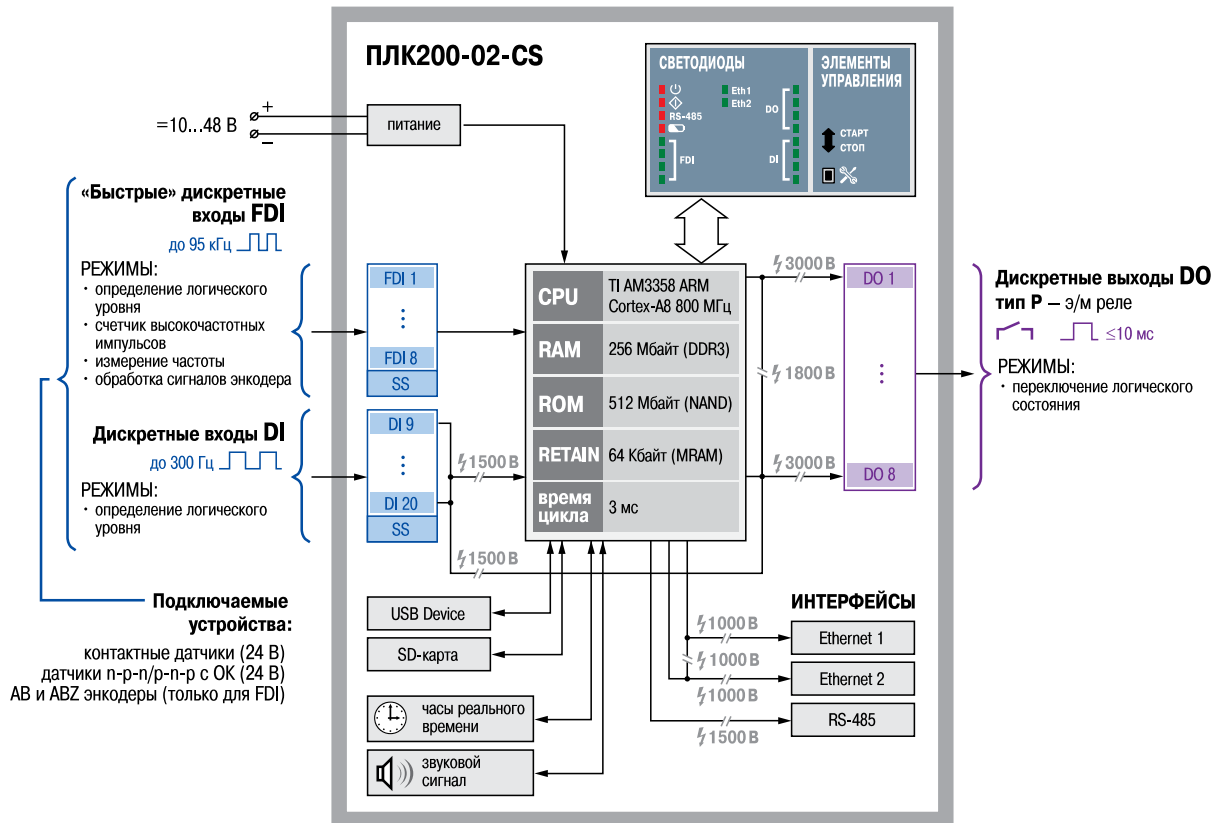 ПЛК200-02-CS
СВЕТОДИОДЫ
RS-485
FDI
Eth1
Eth2
DO
DI
ЭЛЕМЕНТЫ
УПРАВЛЕНИЯ
СТАРТ
СТОП
=10...48 В
+
−
питание
«Быстрые» дискретные
входы FDI
до 95 кГц
РЕЖИМЫ:
· определение логического
уровня
· счетчик высокочастотных
импульсов
· измерение частоты
· обработка сигналов энкодера
Дискретные входы DI
до 300 Гц
РЕЖИМЫ:
· определение логического
уровня
Подключаемые
устройства:
контактные датчики (24 В)
датчики n-p-n/p-n-p с ОК (24 В)
AB и ABZ энкодеры (только для FDI)
FDI 1
⋮
FDI 8
SS
DI 9
⋮
DI 20
SS
1500 В
1500 В
CPU
TI AM3358 ARM
Cortex-A8 800 МГц
RAM
256 Мбайт (DDR3)
ROM
512 Мбайт (NAND)
RETAIN
64 Кбайт (MRAM)
время
цикла
3 мс
3000 В
1800 В
3000 В
DO 1
⋮
DO 8
Дискретные выходы DO
тип Р – э/м реле
≤10 мс
РЕЖИМЫ:
· переключение логического
состояния
USB Device
SD-карта
часы реального
времени
звуковой
сигнал
ИНТЕРФЕЙСЫ
1000 В
Ethernet 1
1000 В
Ethernet 2
1000 В
RS-485
1500 В